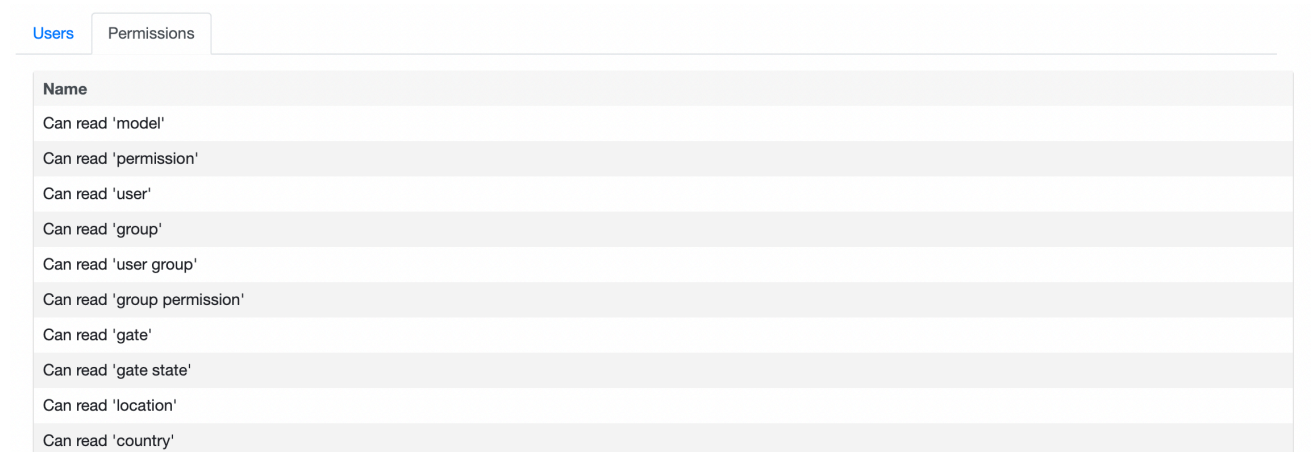 Users Permissions
Name
Can read 'model'
Can read 'permission'
Can read 'user'
Can read 'group'
Can read 'user group'
Can read 'group permission'
Can read 'gate'
Can read 'gate state'
Can read 'location'
Can read 'country'